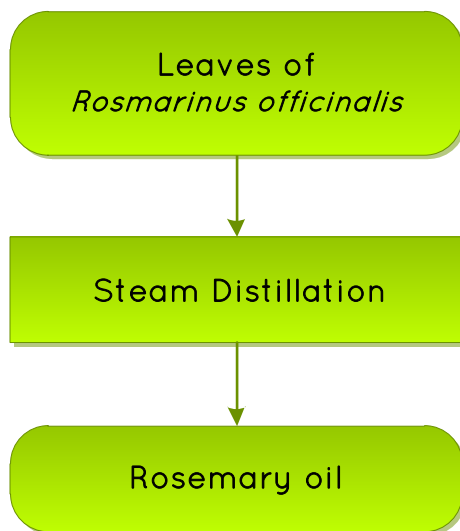 Leaves of
Rosmarinus officinalis
Steam Distillation
Rosemary oil